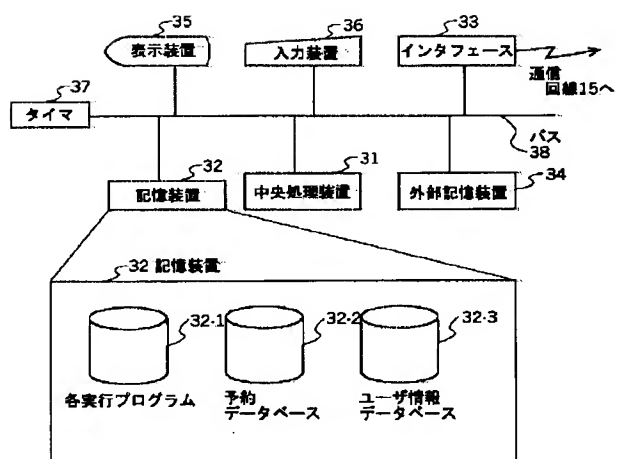 35
表示装置
36
入力装置
33
インタフェース
通信
回線15へ
37
タイマ
バス
38
32
記憶装置
31
中央処理装置
34
外部記憶装置
32 記憶装置
32・1
各実行プログラム
32・2
予約
データベース
32・3
ユーザ情報
データベース